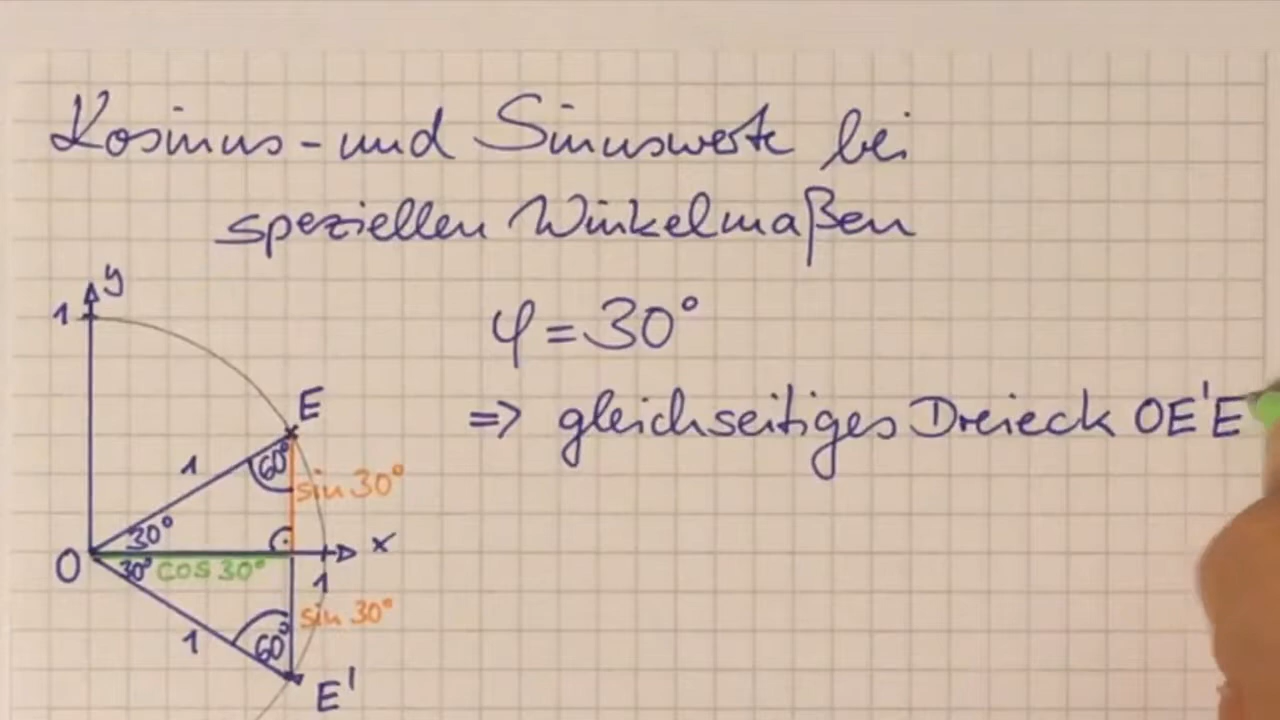 Kosinus- und Sinuswerte bei
speziellen Winkelmaßen
y
1
φ = 30°
E
=> gleichseitiges Dreieck OE'E
1
60°
sin 30°
30°
x
O
30°
cos 30°
1
sin 30°
1
60°
E'